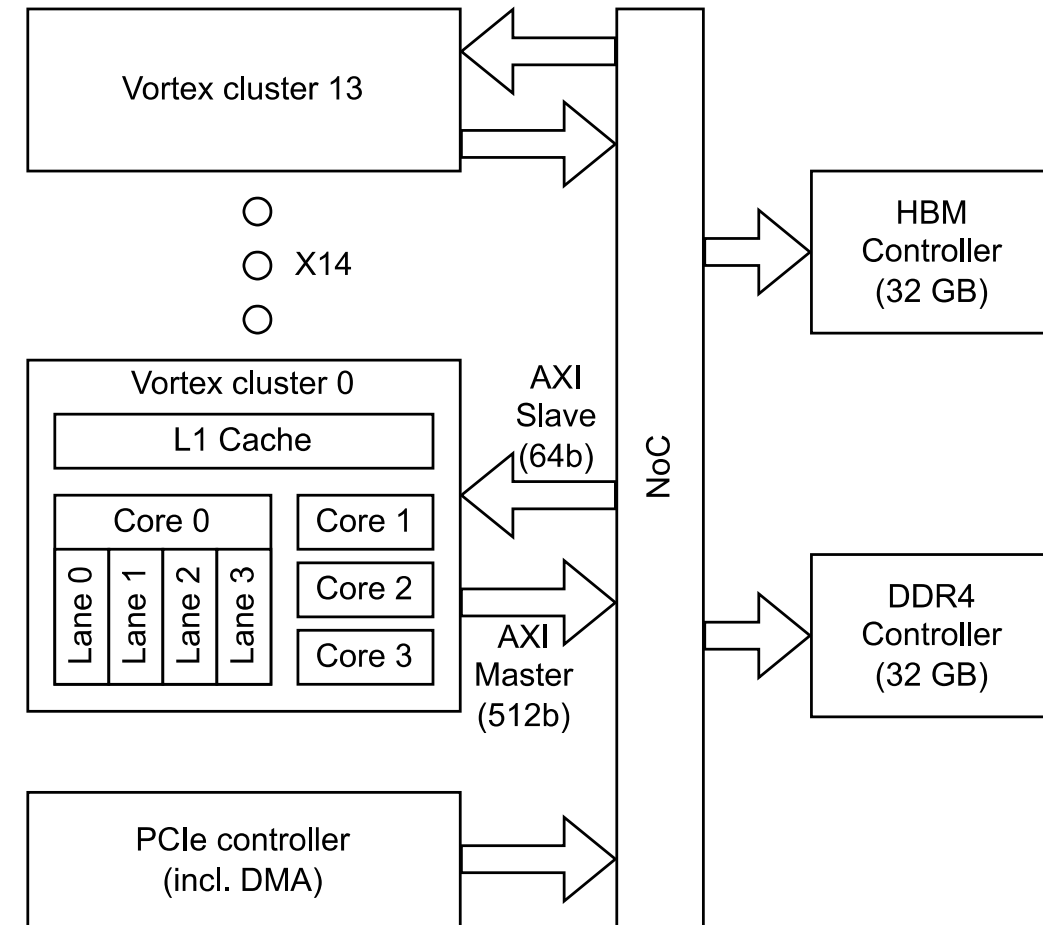 Vortex cluster 13
X14
Vortex cluster 0
L1 Cache
Core 0
Lane 0
Lane 1
Lane 2
Lane 3
Core 1
Core 2
Core 3
AXI
Slave
(64b)
AXI
Master
(512b)
PCIe controller
(incl. DMA)
NoC
HBM
Controller
(32 GB)
DDR4
Controller
(32 GB)